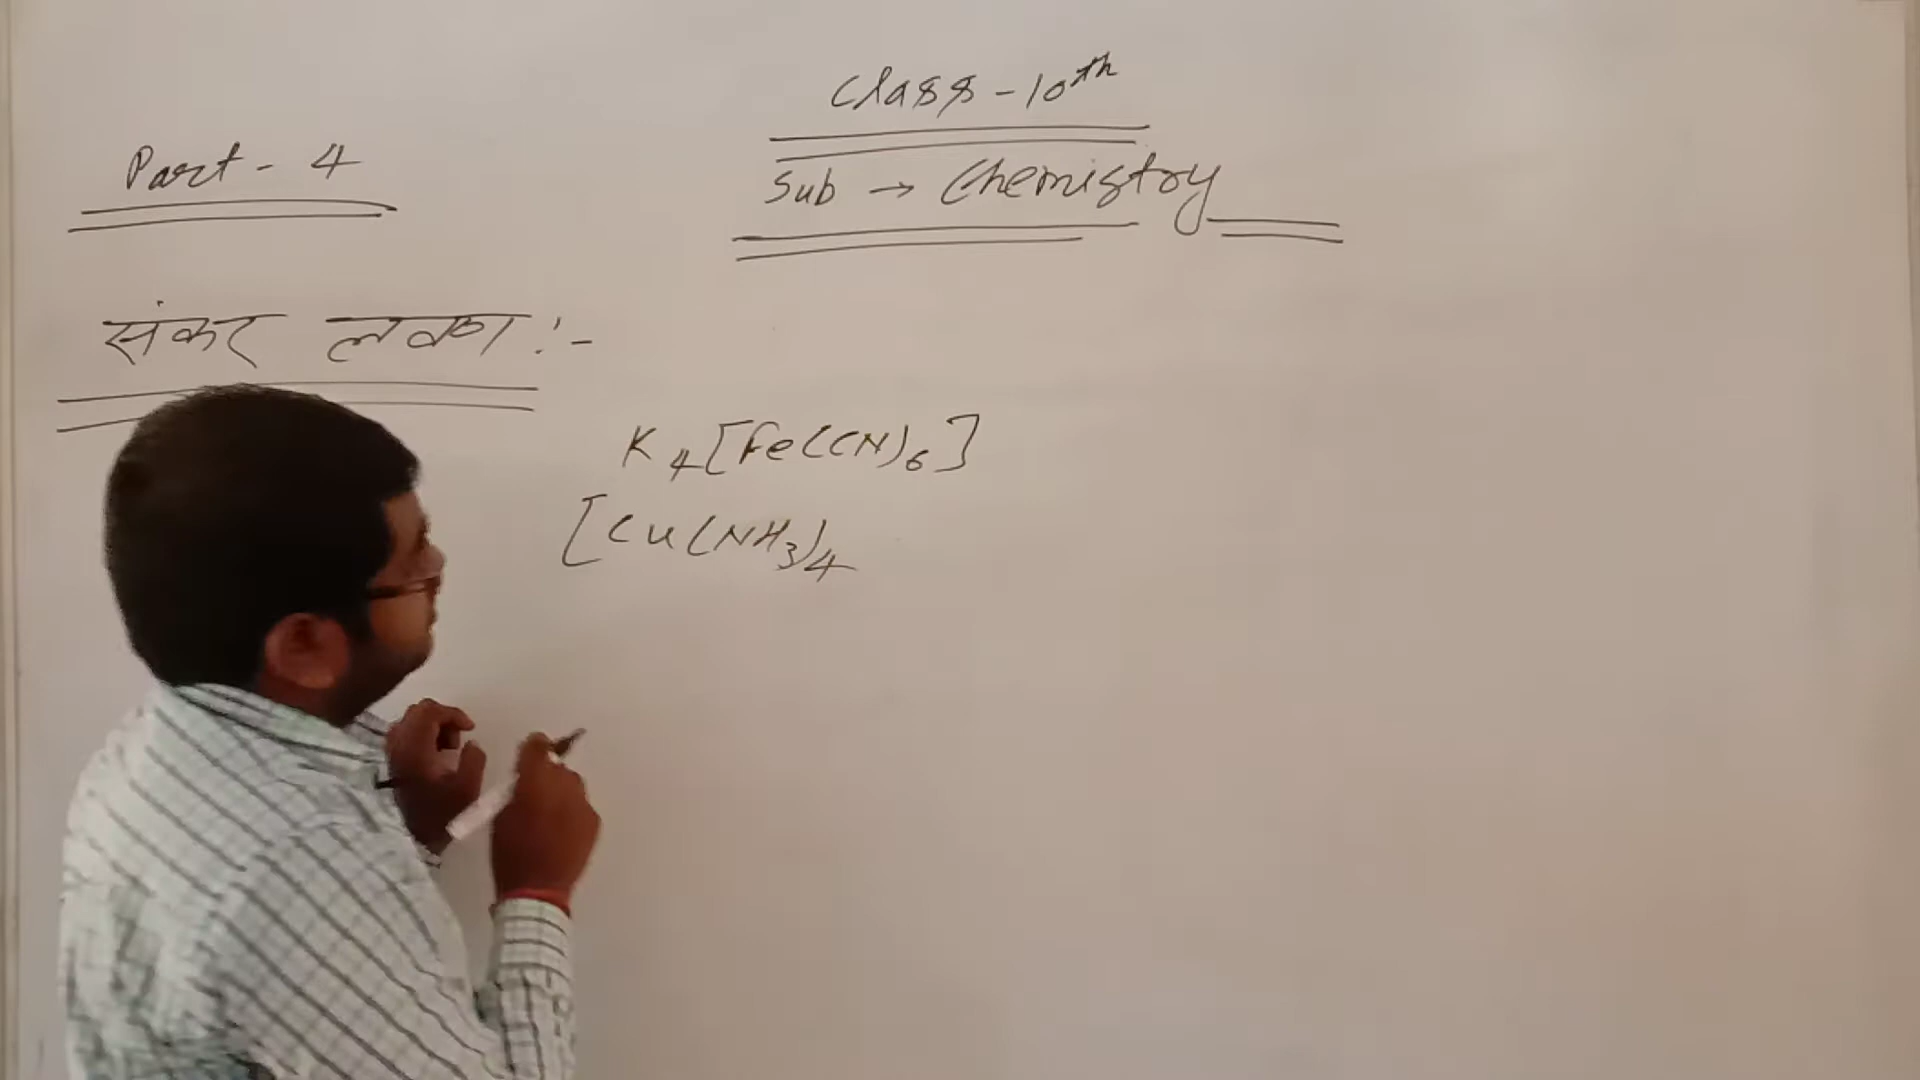 Class - 10th
Part - 4
Sub → Chemistry
संकर लवण :-
K4[Fe(CN)6]
[Cu(NH3)4